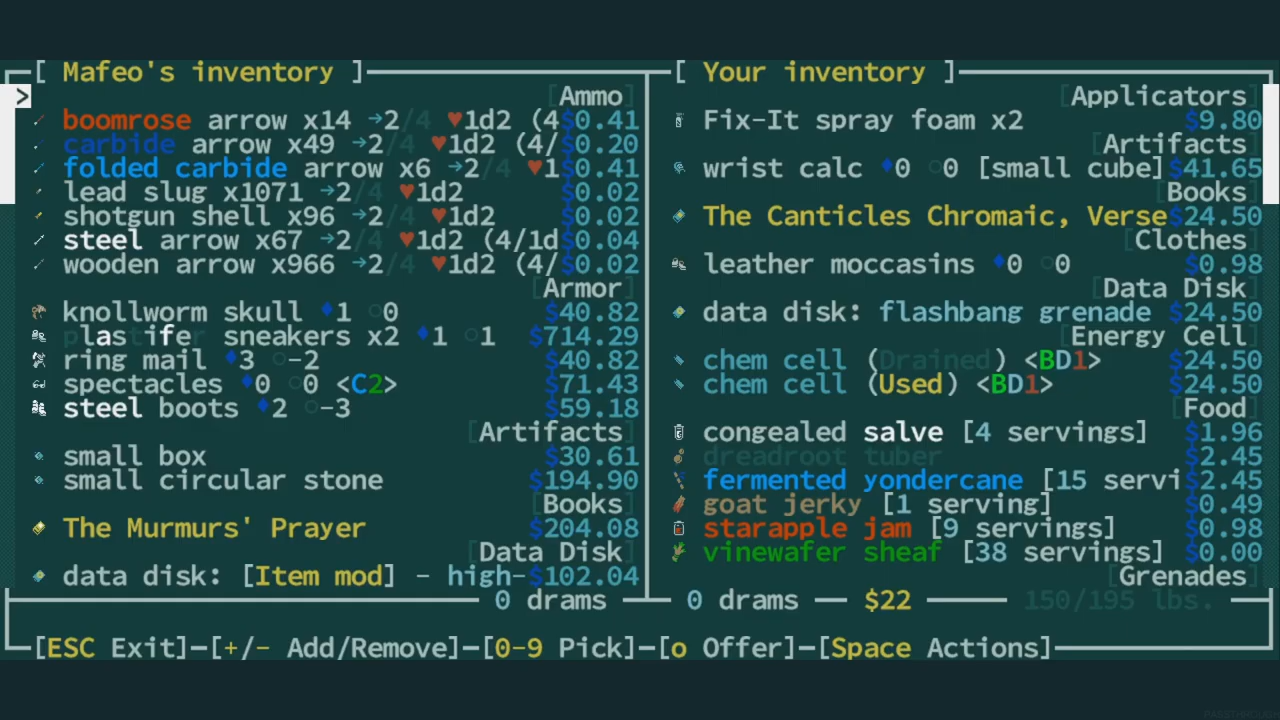 [ Mafeo's inventory ]
[Ammo]
boomrose arrow x14 →2/4 ♥1d2 (4 $0.41
carbide arrow x49 →2/4 ♥1d2 (4/ $0.20
folded carbide arrow x6 →2/4 ♥1 $0.41
lead slug x1071 →2/4 ♥1d2 $0.02
shotgun shell x96 →2/4 ♥1d2 $0.02
steel arrow x67 →2/4 ♥1d2 (4/1d $0.04
wooden arrow x966 →2/4 ♥1d2 (4/ $0.02
[Armor]
knollworm skull ♦1 ○0 $40.82
plastifer sneakers x2 ♦1 ○1 $714.29
ring mail ♦3 ○-2 $40.82
spectacles ♦0 ○0 <C2> $71.43
steel boots ♦2 ○-3 $59.18
[Artifacts]
small box $30.61
small circular stone $194.90
[Books]
The Murmurs' Prayer $204.08
[Data Disk]
data disk: [Item mod] - high- $102.04
0 drams
[ Your inventory ]
[Applicators]
Fix-It spray foam x2 $9.80
[Artifacts]
wrist calc ♦0 ○0 [small cube] $41.65
[Books]
The Canticles Chromaic, Verse $24.50
[Clothes]
leather moccasins ♦0 ○0 $0.98
[Data Disk]
data disk: flashbang grenade $24.50
[Energy Cell]
chem cell (Drained) <BD1> $24.50
chem cell (Used) <BD1> $24.50
[Food]
congealed salve [4 servings] $1.96
dreadroot tuber $2.45
fermented yondercane [15 servi $2.45
goat jerky [1 serving] $0.49
starapple jam [9 servings] $0.98
vinewafer sheaf [38 servings] $0.00
[Grenades]
0 drams — $22 — 150/195 lbs.
[ESC Exit]-[+/- Add/Remove]-[0-9 Pick]-[o Offer]-[Space Actions]